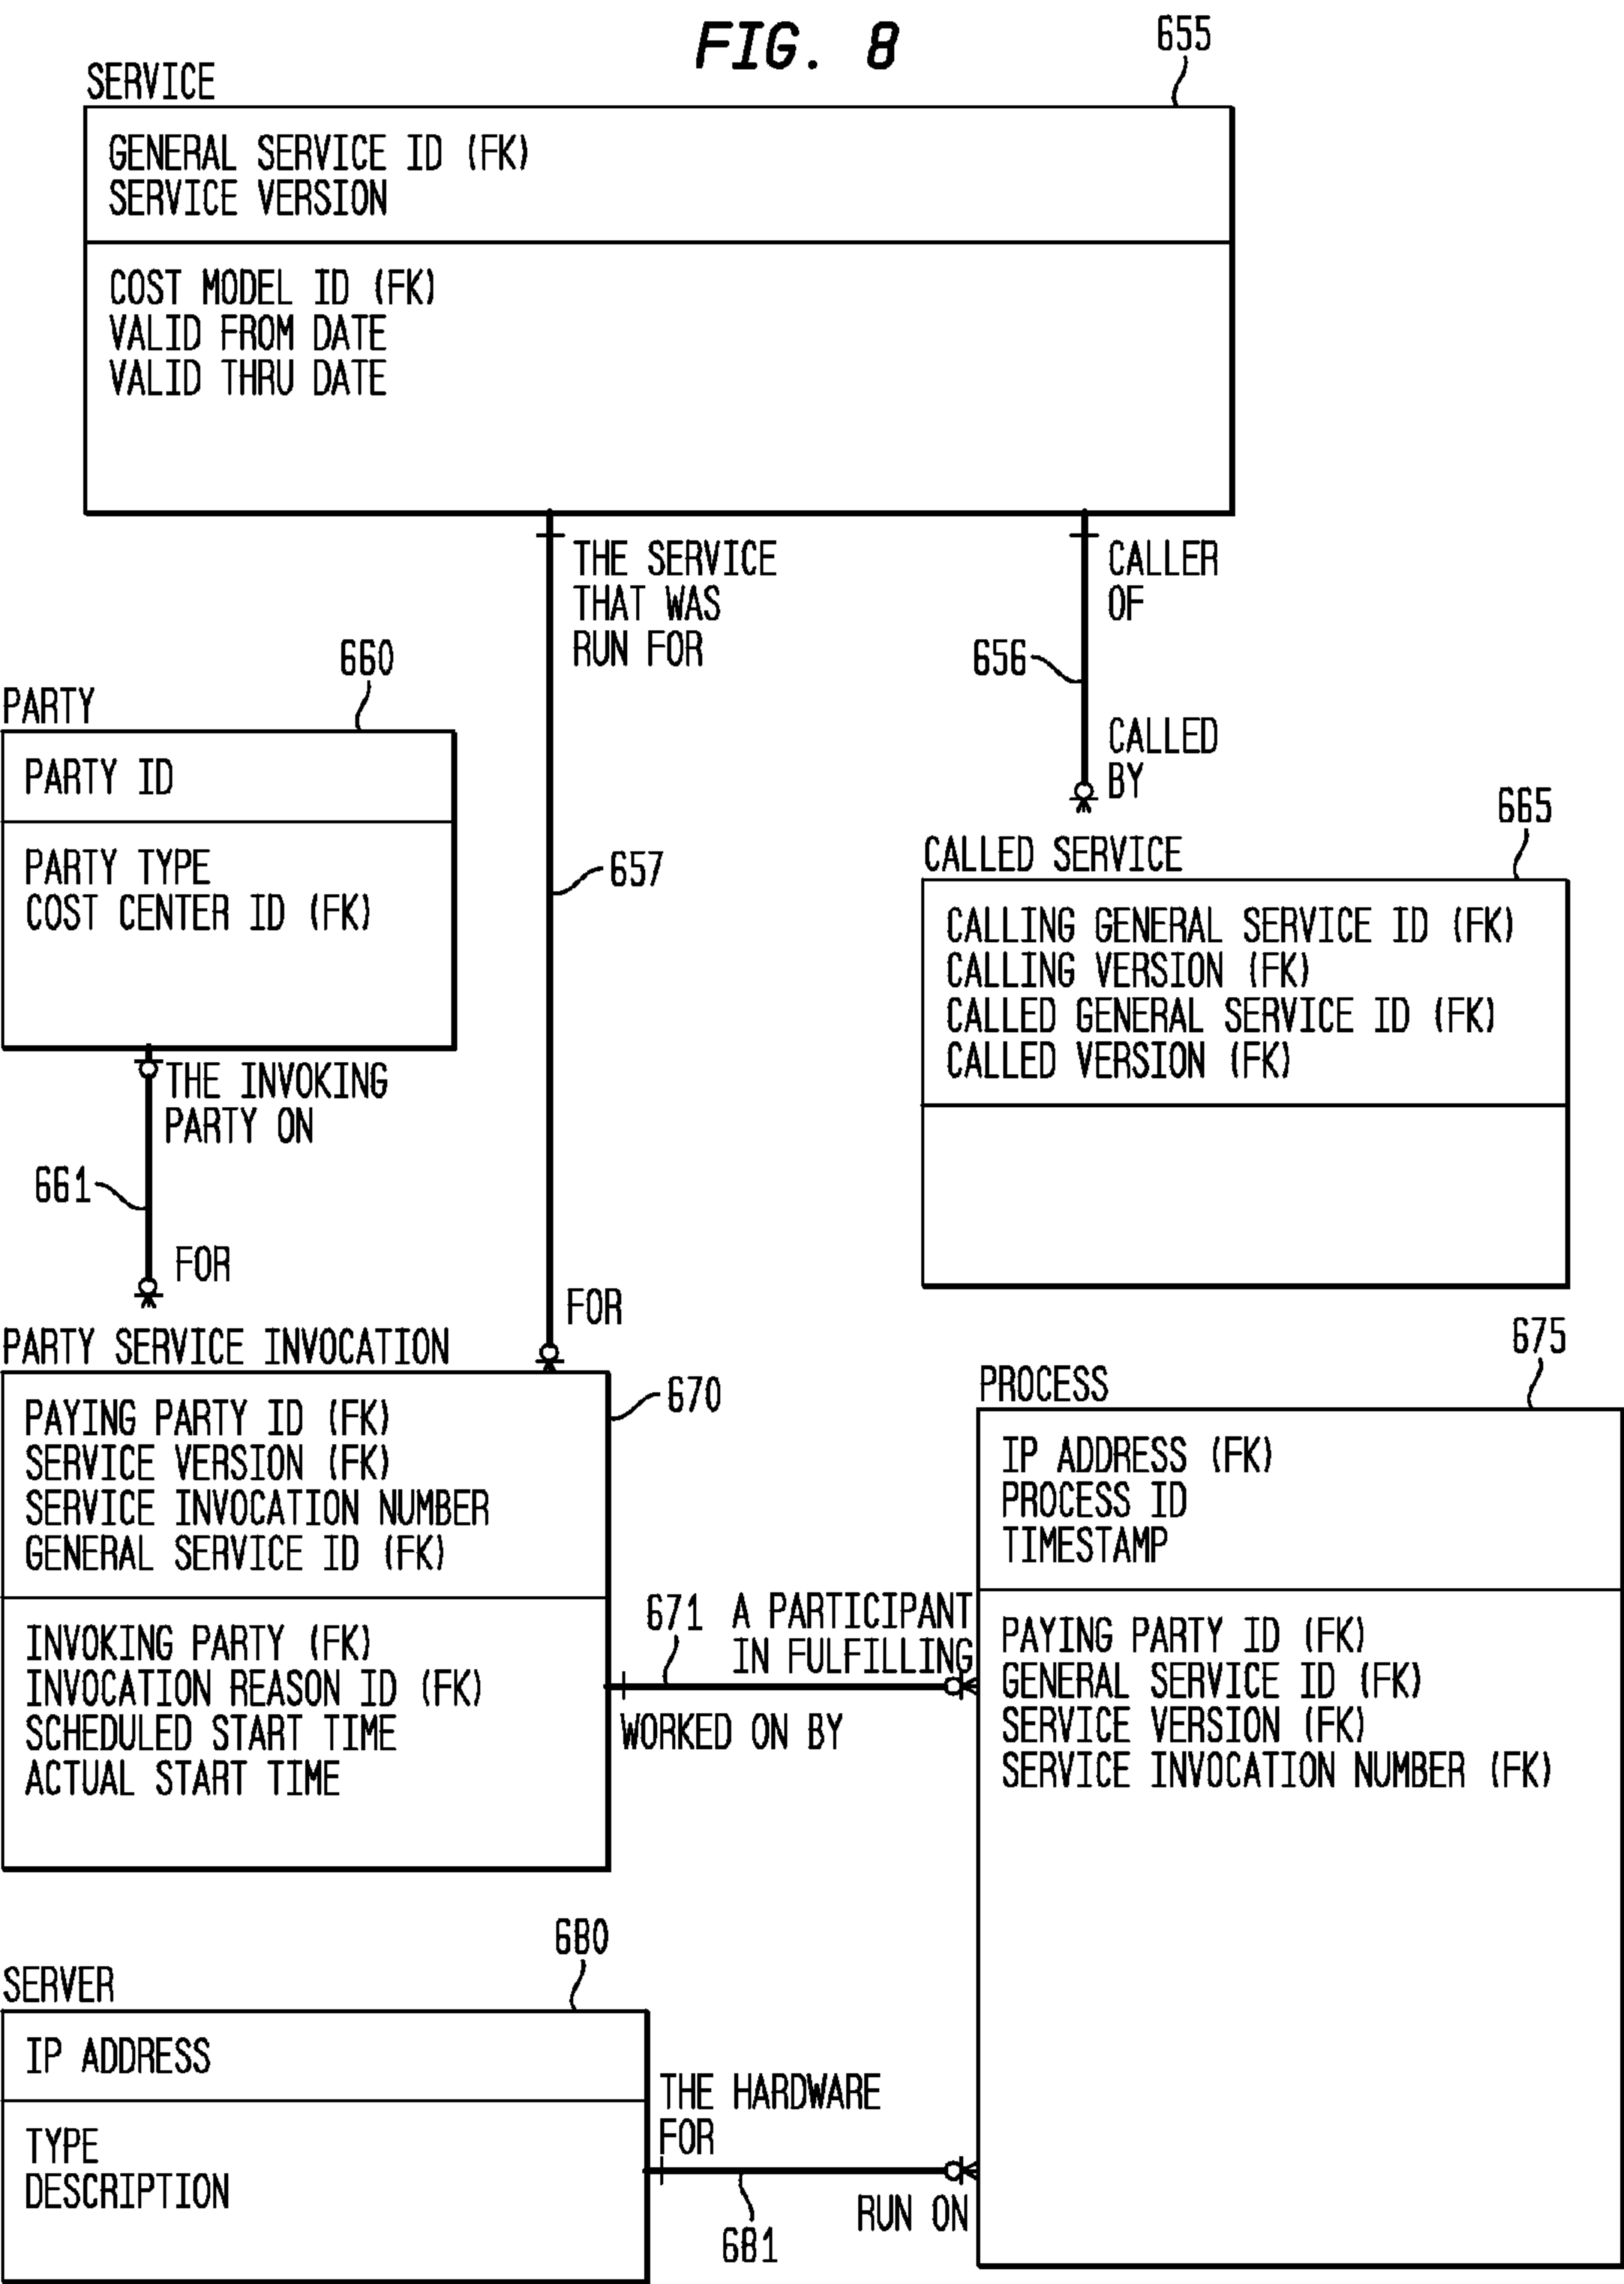 FIG. 8
655
SERVICE
GENERAL SERVICE ID (FK)
SERVICE VERSION
COST MODEL ID (FK)
VALID FROM DATE
VALID THRU DATE
THE SERVICE
THAT WAS
RUN FOR
CALLER
OF
656
CALLED
BY
660
PARTY
PARTY ID
PARTY TYPE
COST CENTER ID (FK)
657
665
CALLED SERVICE
CALLING GENERAL SERVICE ID (FK)
CALLING VERSION (FK)
CALLED GENERAL SERVICE ID (FK)
CALLED VERSION (FK)
THE INVOKING
PARTY ON
661
FOR
FOR
PARTY SERVICE INVOCATION
670
PAYING PARTY ID (FK)
SERVICE VERSION (FK)
SERVICE INVOCATION NUMBER
GENERAL SERVICE ID (FK)
INVOKING PARTY (FK)
INVOCATION REASON ID (FK)
SCHEDULED START TIME
ACTUAL START TIME
671
A PARTICIPANT
IN FULFILLING
WORKED ON BY
675
PROCESS
IP ADDRESS (FK)
PROCESS ID
TIMESTAMP
PAYING PARTY ID (FK)
GENERAL SERVICE ID (FK)
SERVICE VERSION (FK)
SERVICE INVOCATION NUMBER (FK)
680
SERVER
IP ADDRESS
TYPE
DESCRIPTION
THE HARDWARE
FOR
681
RUN ON